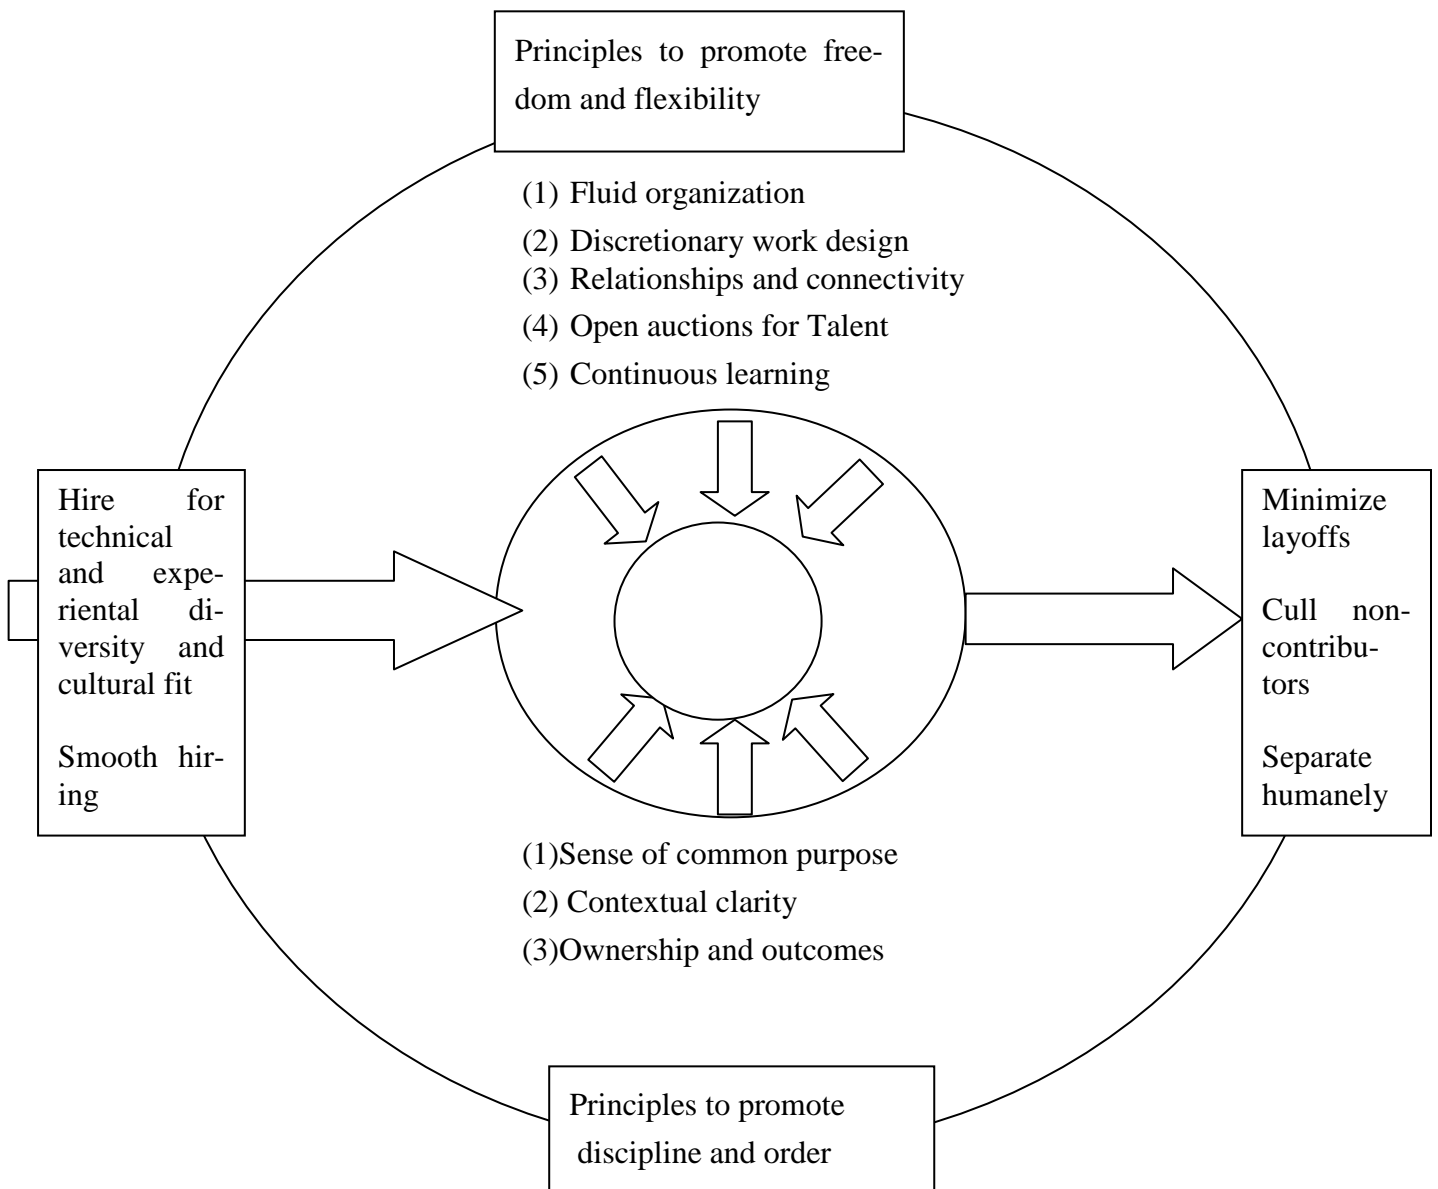 Principles to promote free-
dom and flexibility
(1) Fluid organization
(2) Discretionary work design
(3) Relationships and connectivity
(4) Open auctions for Talent
(5) Continuous learning
Hire for
technical
and expe-
riential di-
versity and
cultural fit
Smooth hir-
ing
Minimize
layoffs
Cull non-
contribu-
tors
Separate
humanely
(1)Sense of common purpose
(2) Contextual clarity
(3)Ownership and outcomes
Principles to promote
discipline and order